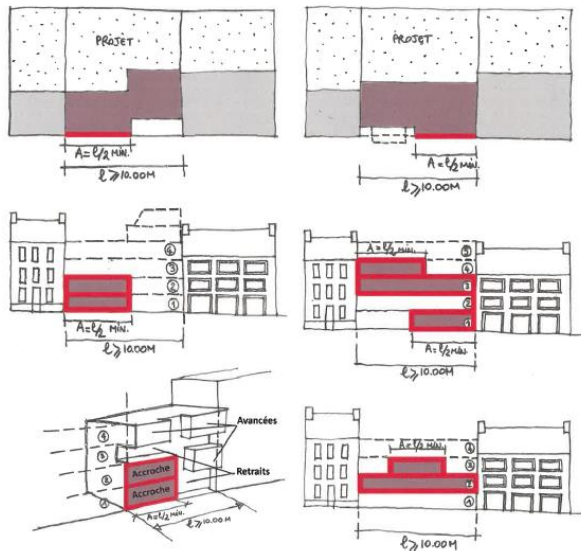 PROJET
A = l/2 MIN.
l ⩾ 10.00M
PROJET
A = l/2 MIN.
l ⩾ 10.00M
④
③
②
①
A = l/2 MIN.
l ⩾ 10.00M
A = l/2 MIN.
⑤
④
③
②
①
A = l/2 MIN.
l ⩾ 10.00M
④
③
②
①
Avancées
Retraits
Accroche
Accroche
A = l/2 MIN.
l ⩾ 10.00M
A = l/2 MIN.
④
③
②
①
l ⩾ 10.00M